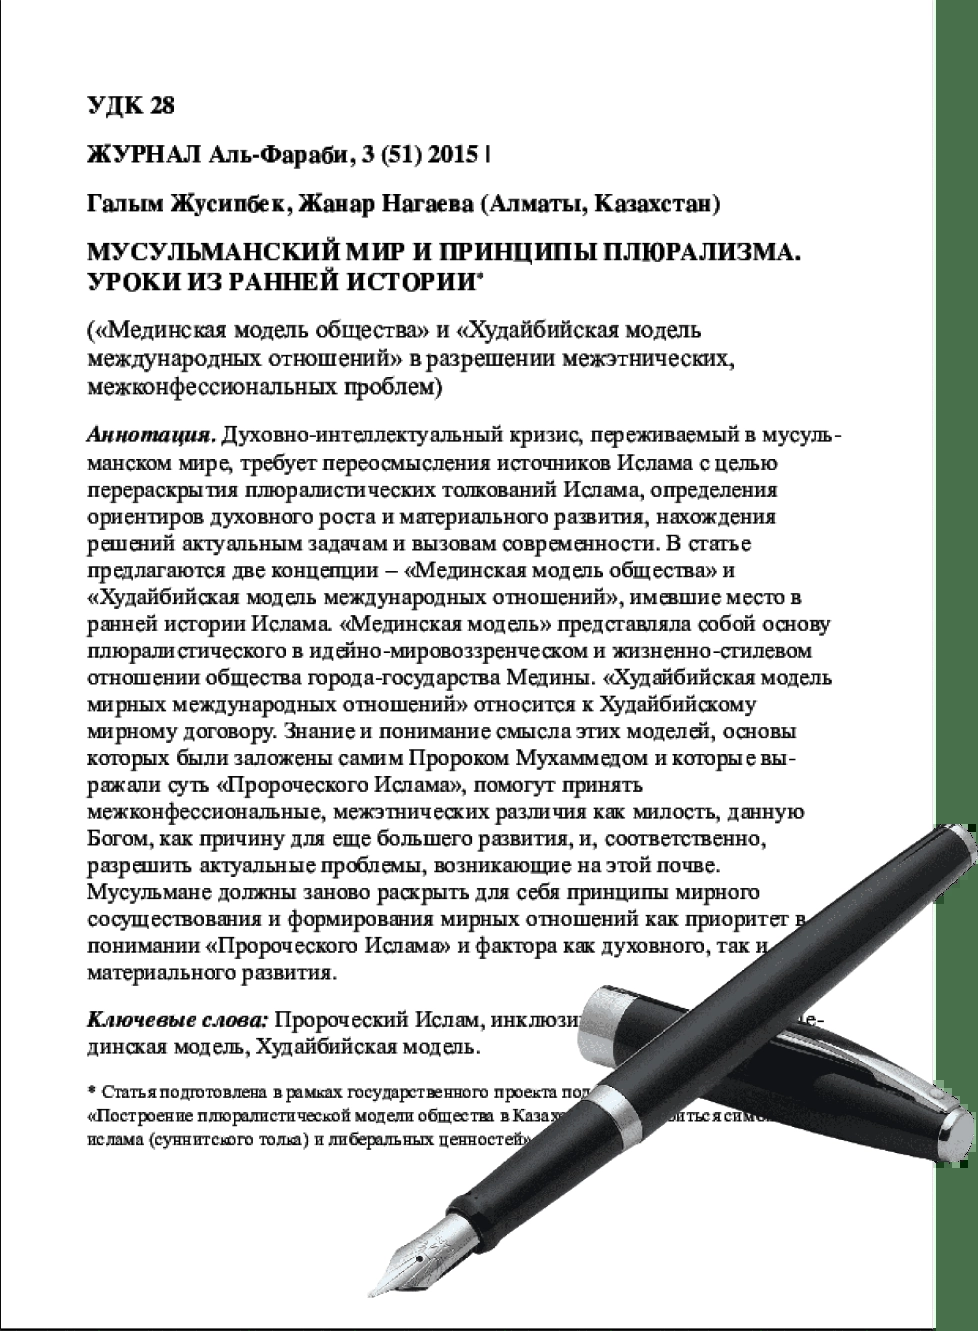 УДК 28
ЖУРНАЛ Аль-Фараби, 3 (51) 2015 |
Галым Жусипбек, Жанар Нагаева (Алматы, Казахстан)
МУСУЛЬМАНСКИЙ МИР И ПРИНЦИПЫ ПЛЮРАЛИЗМА.
УРОКИ ИЗ РАННЕЙ ИСТОРИИ*
(«Мединская модель общества» и «Худайбийская модель
международных отношений» в разрешении межэтнических,
межконфессиональных проблем)
Аннотация. Духовно-интеллектуальный кризис, переживаемый в мусуль-
манском мире, требует переосмысления источников Ислама с целью
перераскрытия плюралистических толкований Ислама, определения
ориентиров духовного роста и материального развития, нахождения
решений актуальным задачам и вызовам современности. В статье
предлагаются две концепции – «Мединская модель общества» и
«Худайбийская модель международных отношений», имевшие место в
ранней истории Ислама. «Мединская модель» представляла собой основу
плюралистического в идейно-мировоззренческом и жизненно-стилевом
отношении общества города-государства Медины. «Худайбийская модель
мирных международных отношений» относится к Худайбийскому
мирному договору. Знание и понимание смысла этих моделей, основы
которых были заложены самим Пророком Мухаммедом и которые вы-
ражали суть «Пророческого Ислама», помогут принять
межконфессиональные, межэтнических различия как милость, данную
Богом, как причину для еще большего развития, и, соответственно,
разрешить актуальные проблемы, возникающие на этой почве.
Мусульмане должны заново раскрыть для себя принципы мирного
сосуществования и формирования мирных отношений как приоритет в
понимании «Пророческого Ислама» и фактора как духовного, так и
материального развития.
Ключевые слова: Пророческий Ислам,
динская модель, Худайбийская модель.
* Статья подготовлена в рамках государственного проекта
«Построение плюралистической модели общества в
ислама (суннитского толка) и либеральных ценностей»